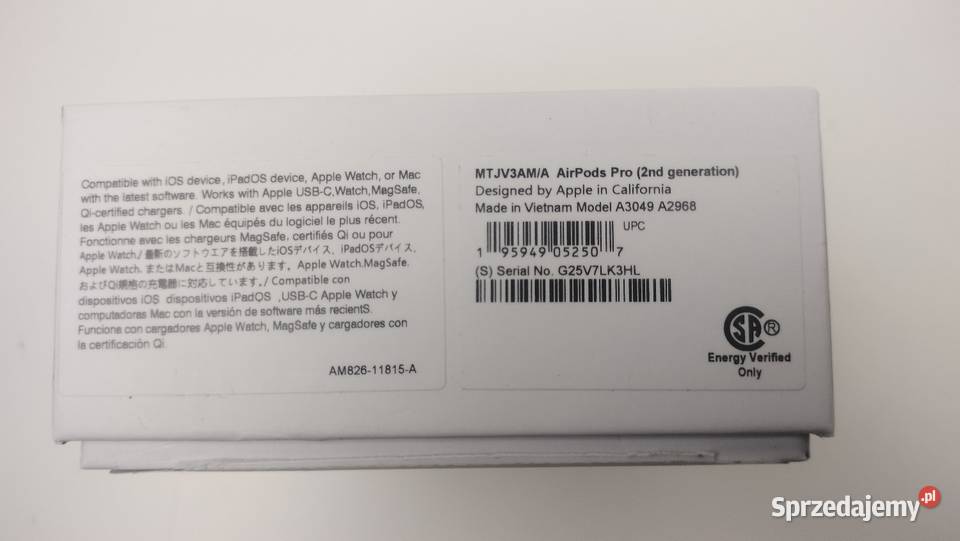 Compatible with iOS device, iPadOS device, Apple Watch, or Mac
with the latest software. Works with Apple USB-C,Watch,MagSafe,
Qi-certified chargers. / Compatible avec les appareils iOS, iPadOS,
les Apple Watch ou les Mac équipés du logiciel le plus récent.
Fonctionne avec les chargeurs MagSafe, certifiés Qi ou pour
Apple Watch./ 最新のソフトウエアを搭載したiOSデバイス、iPadOSデバイス、
Apple Watch、またはMacと互換性があります。Apple Watch.MagSafe.
およびQi規格の充電器に対応しています。/ Compatible con
dispositivos iOS dispositivos iPadOS ,USB-C Apple Watch y
computadoras Mac con la versión de software más recientS.
Funciona con cargadores Apple Watch, MagSafe y cargadores con
la certificación Qi.
AM826-11815-A
MTJV3AM/A AirPods Pro (2nd generation)
Designed by Apple in California
Made in Vietnam Model A3049 A2968
UPC
1 95949 05250 7
(S) Serial No. G25V7LK3HL
SA ®
Energy Verified
Only
Sprzedajemy.pl